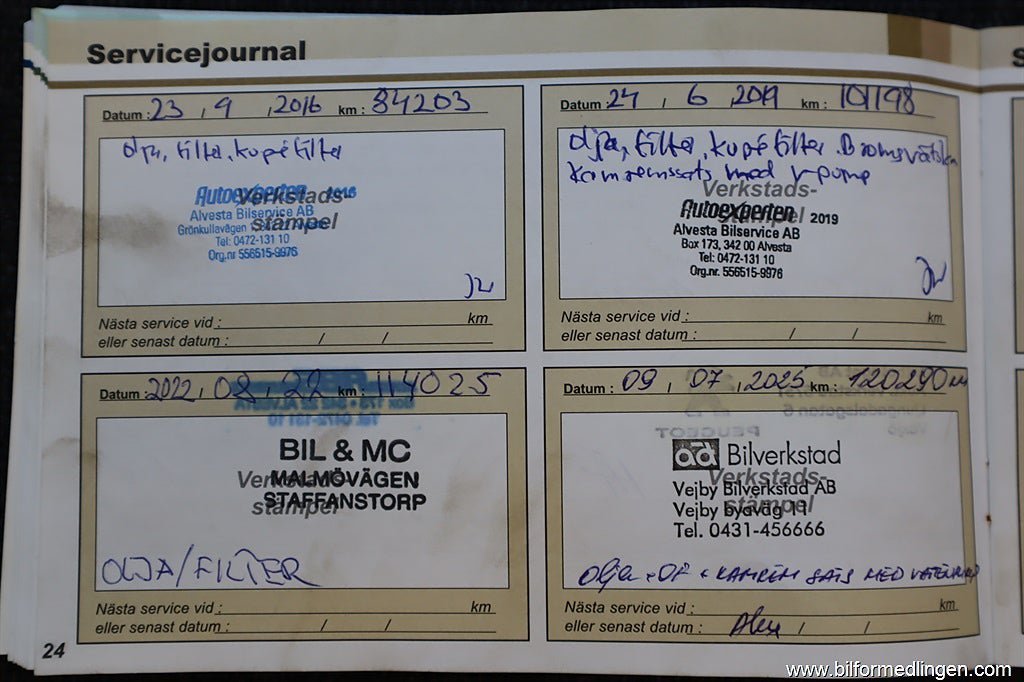 Servicejournal
Datum : 23 , 9 , 2016 km : 84203
olja, filter, kupéfilter
Verkstads-
stämpel
Autoexperten 2016
Alvesta Bilservice AB
Grönkullavägen
Tel: 0472-131 10
Org.nr 556515-9976
Nästa service vid : km
eller senast datum : / /
Datum : 24 / 6 , 2019 km : 101198
olja, filter, kupéfilter. Bromsvätska
Kamremssats med v-pump
Verkstads-
stämpel
Autoexperten 2019
Alvesta Bilservice AB
Box 173, 342 00 Alvesta
Tel: 0472-131 10
Org.nr. 556515-9976
Nästa service vid : km
eller senast datum : / /
Datum : 2022 , 08 , 22 km : 114025
BIL & MC
Verkstads-
MALMÖVÄGEN
STAFFANSTORP
stämpel
OLJA/FILTER
Nästa service vid : km
eller senast datum : / /
Datum : 09 , 07 , 2025 km : 120290
PEUGEOT
öd Bilverkstad
Verkstads-
Vejby Bilverkstad AB
stämpel
Vejby byaväg 11
Tel. 0431-456666
Olja + OF + KAMREM SATS MED
Nästa service vid : km
eller senast datum : / /
24
www.bilformedlingen.com